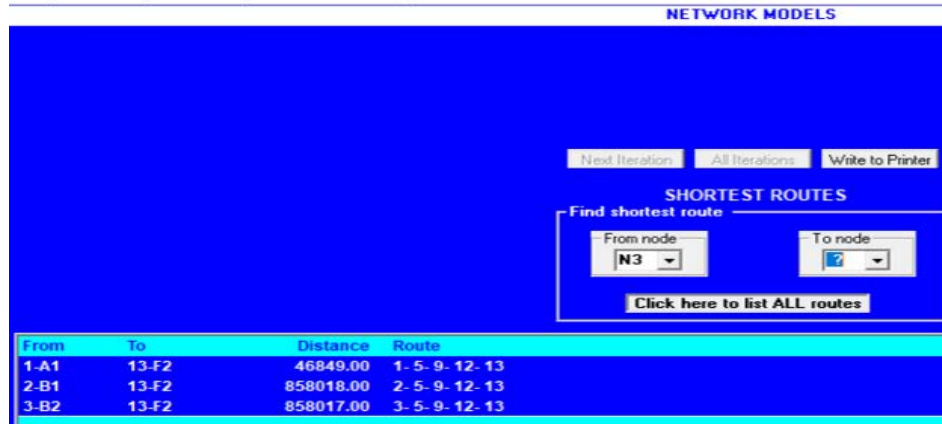 NETWORK MODELS
Next Iteration All Iterations Write to Printer
SHORTEST ROUTES
Find shortest route
From node To node
N3 ?
Click here to list ALL routes
From To Distance Route
1-A1 13-F2 46849.00 1- 5- 9- 12- 13
2-B1 13-F2 858018.00 2- 5- 9- 12- 13
3-B2 13-F2 858017.00 3- 5- 9- 12- 13